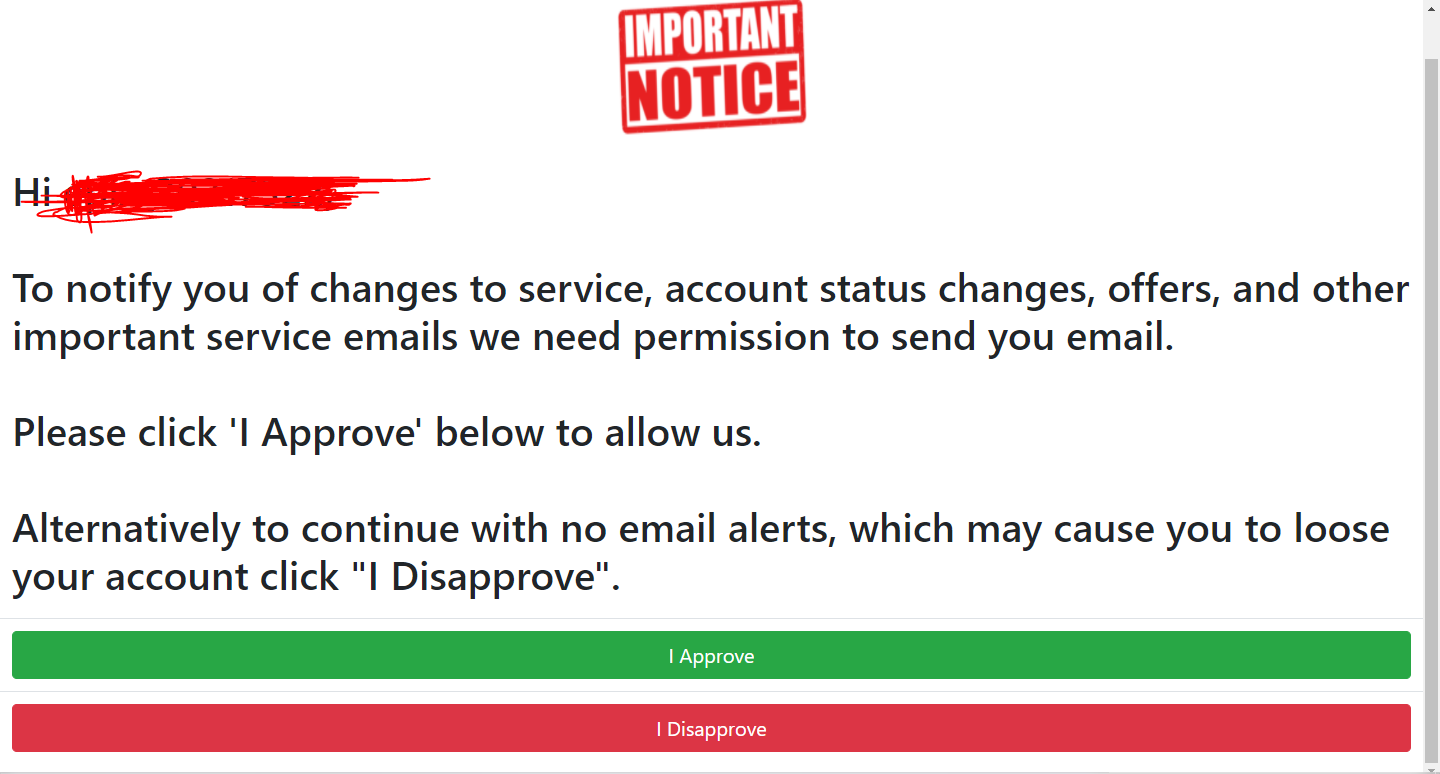 IMPORTANT
NOTICE
Hi
To notify you of changes to service, account status changes, offers, and other
important service emails we need permission to send you email.
Please click 'I Approve' below to allow us.
Alternatively to continue with no email alerts, which may cause you to loose
your account click "I Disapprove".
I Approve
I Disapprove